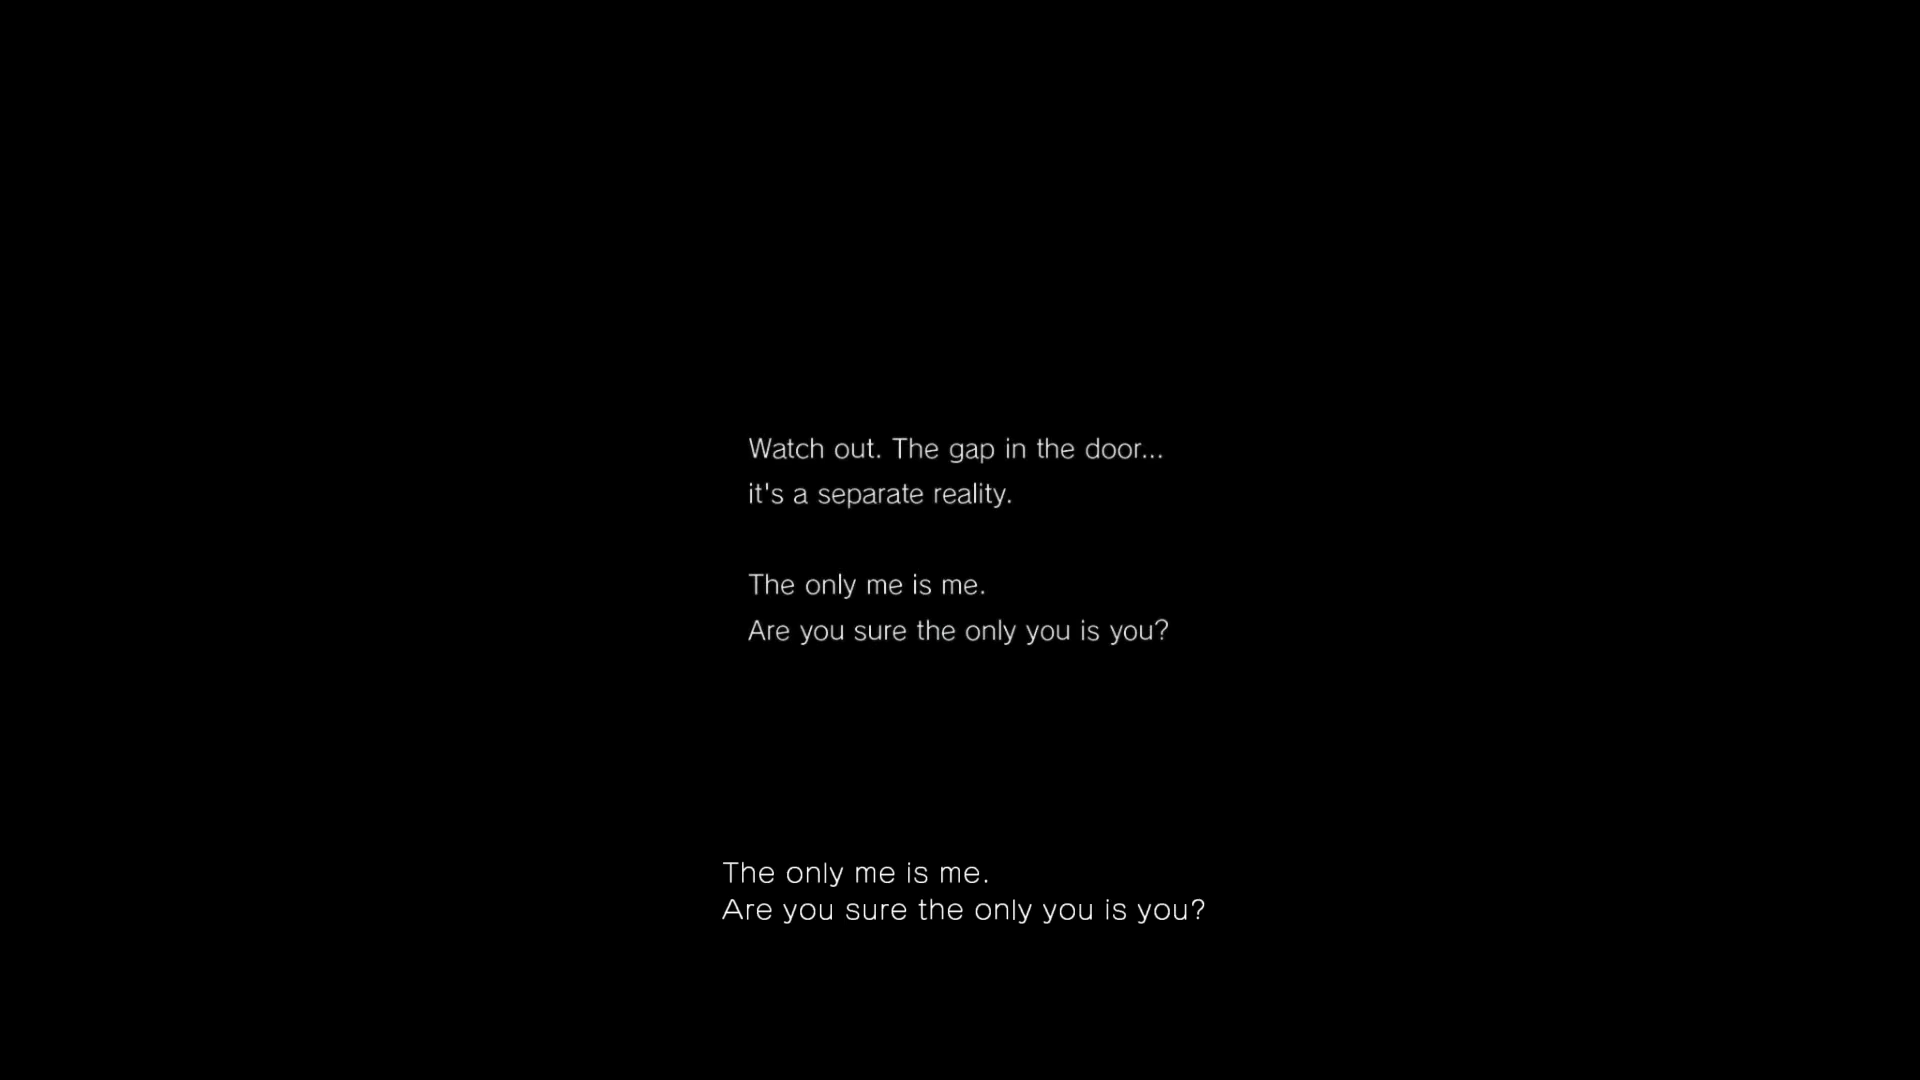 Watch out. The gap in the door...
it's a separate reality.
The only me is me.
Are you sure the only you is you?
The only me is me.
Are you sure the only you is you?